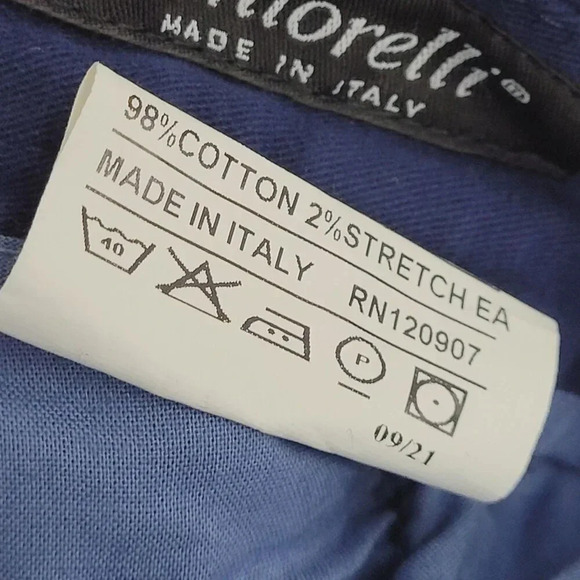 MADE IN ITALY
98%COTTON 2%STRETCH EA
MADE IN ITALY RN120907
40 P
09/21